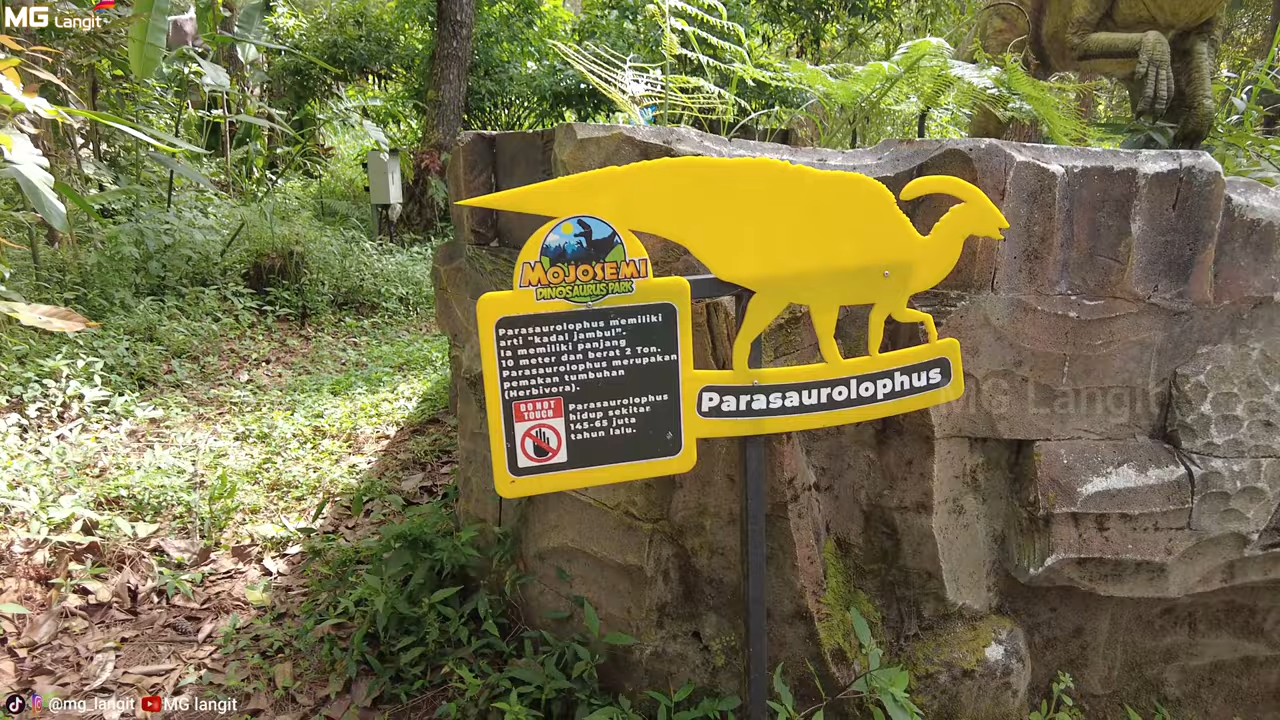 MG
Langit
MOJOSEMI
DINOSAURUS PARK
Parasaurolophus memiliki
arti "kadal jambul".
Ia memiliki panjang
10 meter dan berat 2 Ton.
Parasaurolophus merupakan
pemakan tumbuhan
(Herbivora).
DO NOT
TOUCH
Parasaurolophus
hidup sekitar
145-65 juta
tahun lalu.
Parasaurolophus
MG Langit
@mg_langit MG langit